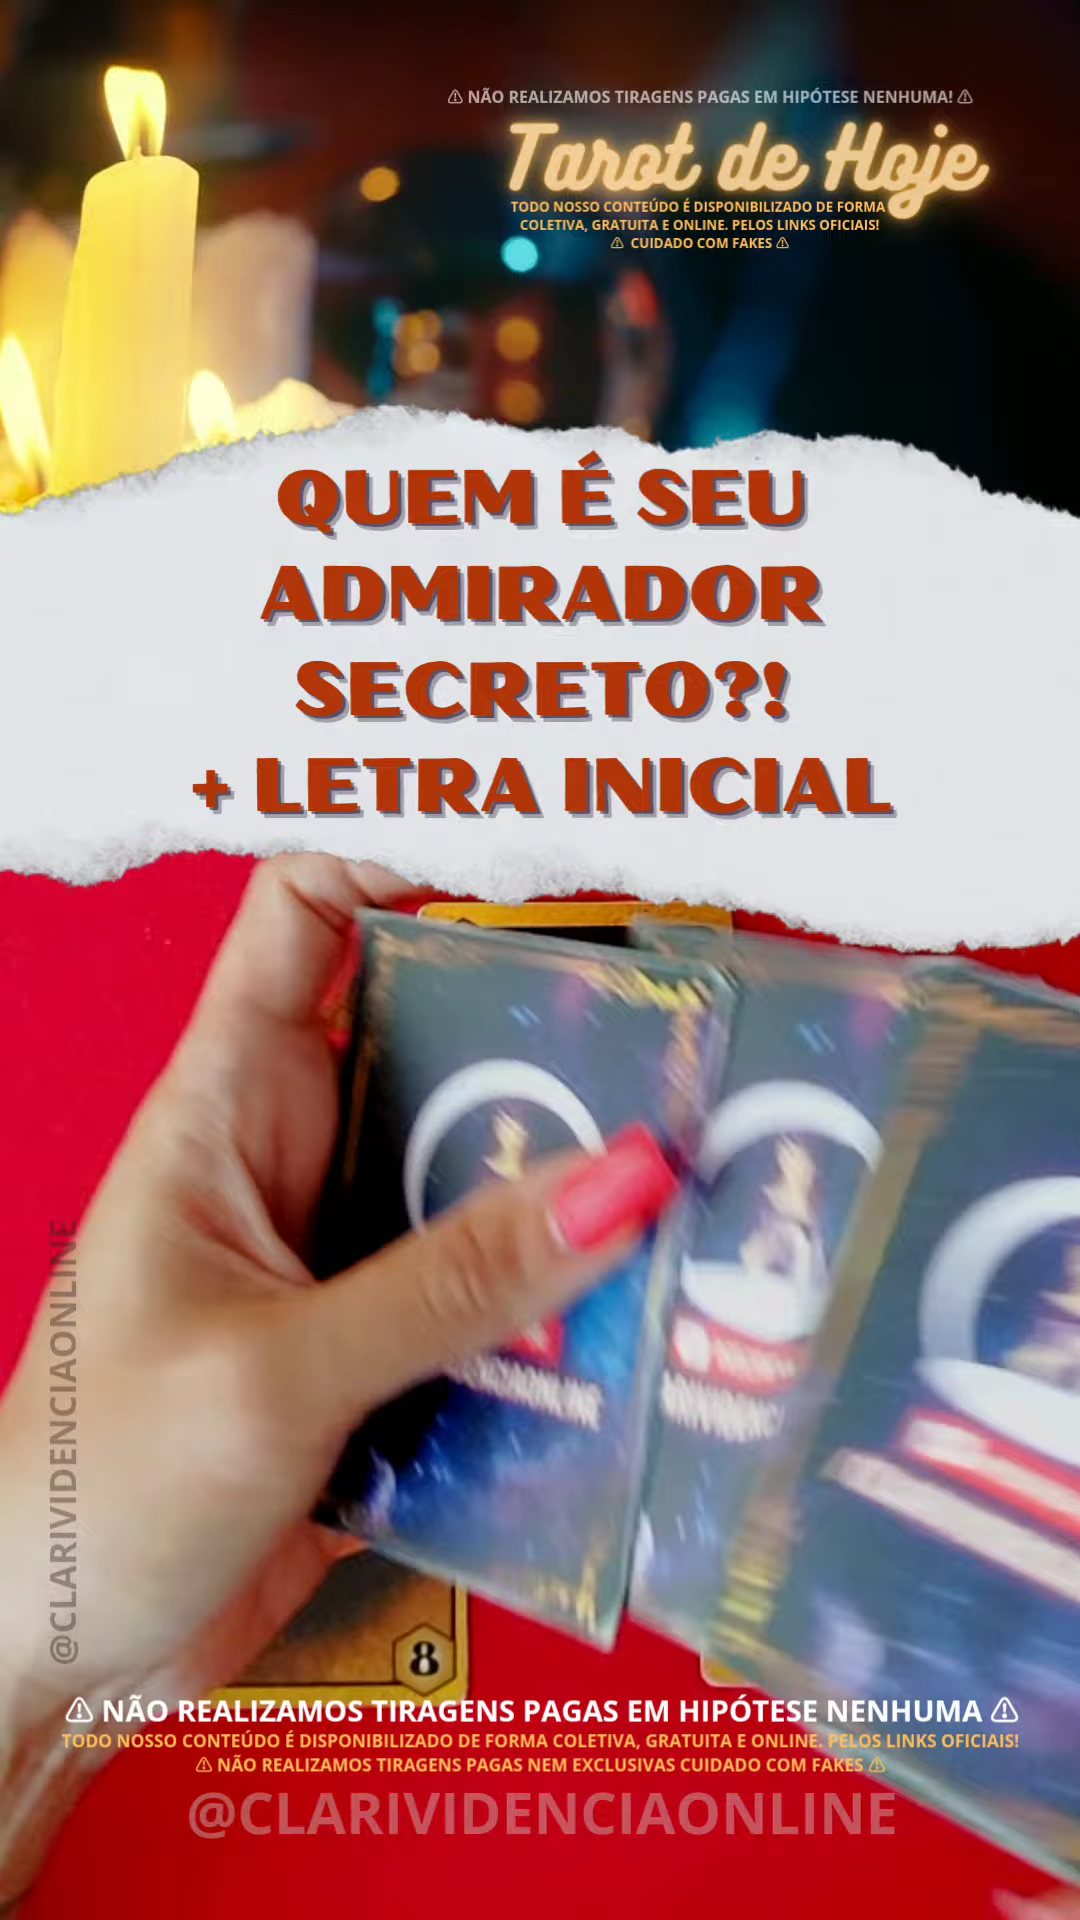 ⚠ NÃO REALIZAMOS TIRAGENS PAGAS EM HIPÓTESE NENHUMA! ⚠
Tarot de Hoje
TODO NOSSO CONTEÚDO É DISPONIBILIZADO DE FORMA
COLETIVA, GRATUITA E ONLINE. PELOS LINKS OFICIAIS!
⚠ CUIDADO COM FAKES ⚠
QUEM É SEU
ADMIRADOR
SECRETO?!
+ LETRA INICIAL
@CLARIVIDENCIAONLINE
8
⚠ NÃO REALIZAMOS TIRAGENS PAGAS EM HIPÓTESE NENHUMA ⚠
TODO NOSSO CONTEÚDO É DISPONIBILIZADO DE FORMA COLETIVA, GRATUITA E ONLINE. PELOS LINKS OFICIAIS!
⚠ NÃO REALIZAMOS TIRAGENS PAGAS NEM EXCLUSIVAS CUIDADO COM FAKES ⚠
@CLARIVIDENCIAONLINE